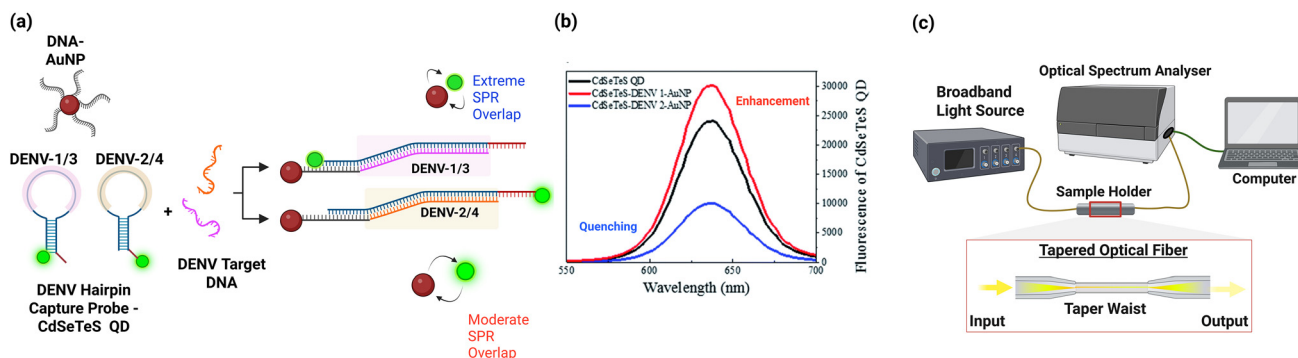 (a)
DNA-
AuNP
DENV-1/3
DENV-2/4
+
DENV Hairpin
Capture Probe -
CdSeTeS QD
DENV Target
DNA
Extreme
SPR
Overlap
DENV-1/3
DENV-2/4
Moderate
SPR
Overlap
(b)
CdSeTeS QD
CdSeTeS-DENV 1-AuNP
CdSeTeS-DENV 2-AuNP
Enhancement
Quenching
30000
25000
20000
15000
10000
5000
0
Fluorescence of CdSeTeS QD
550
600
650
700
Wavelength (nm)
(c)
Optical Spectrum Analyser
Broadband
Light Source
Computer
Sample Holder
Tapered Optical Fiber
Input
Taper Waist
Output